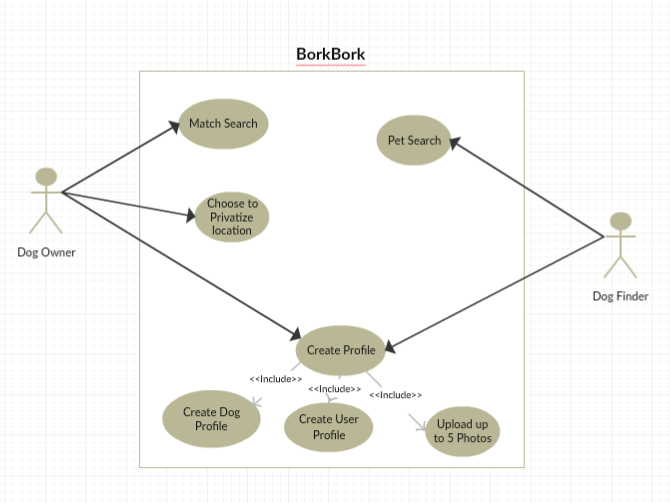 BorkBork
Match Search
Pet Search
Choose to
Privatize
location
Dog Owner
Dog Finder
Create Profile
<<Include>>
<<Include>>
<<Include>>
Create Dog
Profile
Create User
Profile
Upload up
to 5 Photos